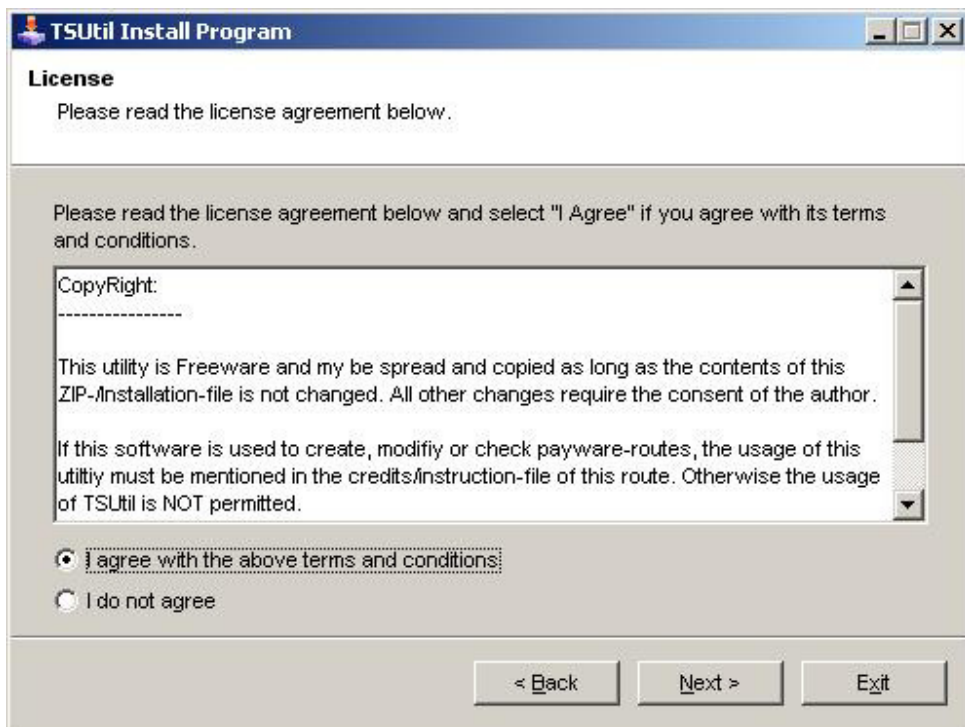 TSUtil Install Program
License
Please read the license agreement below.
Please read the license agreement below and select "I Agree" if you agree with its terms
and conditions.
CopyRight:
----------------
This utility is Freeware and my be spread and copied as long as the contents of this
ZIP-/Installation-file is not changed. All other changes require the consent of the author.
If this software is used to create, modifiy or check payware-routes, the usage of this
utiltiy must be mentioned in the credits/instruction-file of this route. Otherwise the usage
of TSUtil is NOT permitted.
I agree with the above terms and conditions
I do not agree
< Back Next > Exit